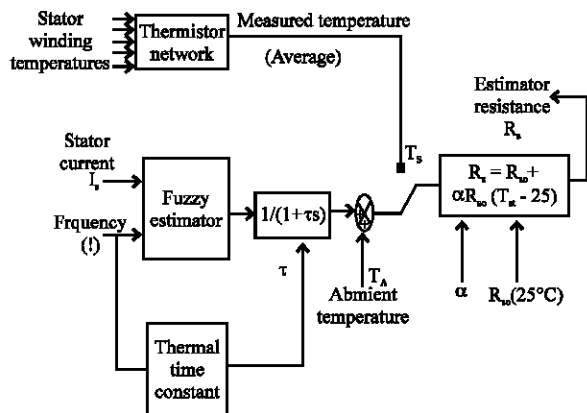 Stator
winding
temperatures
Thermistor
network
Measured temperature
(Average)
Estimator
resistance
R_s
T_S
Stator
current
I_s
Frquency
(!)
Fuzzy
estimator
1/(1+τs)
τ
T_A
Abmient
temperature
R_s = R_so+
αR_so (T_st - 25)
α
R_so(25°C)
Thermal
time
constant